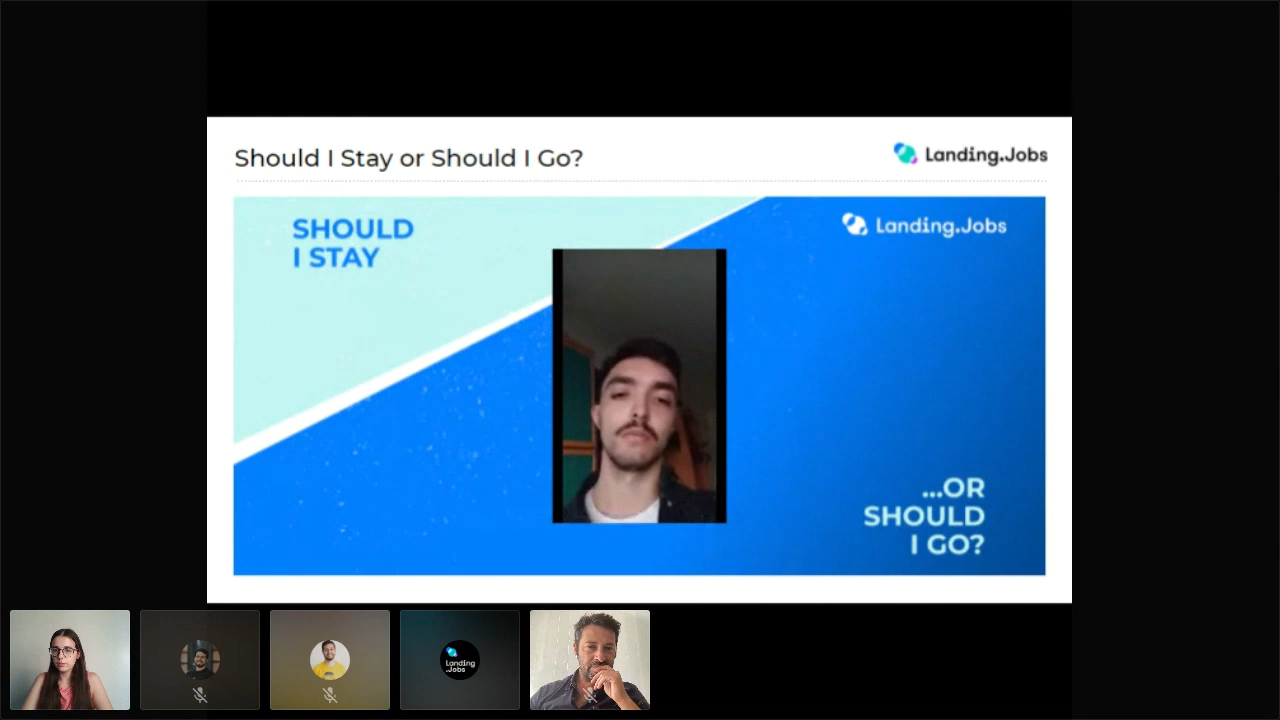 Should I Stay or Should I Go?
Landing.Jobs
SHOULD
I STAY
Landing.Jobs
...OR
SHOULD
I GO?
Landing.
Jobs